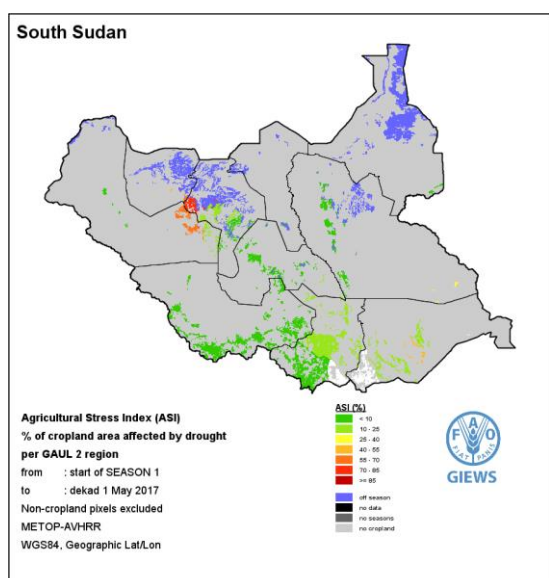 South Sudan
Agricultural Stress Index (ASI)
% of cropland area affected by drought
per GAUL 2 region
from : start of SEASON 1
to : dekad 1 May 2017
Non-cropland pixels excluded
METOP-AVHRR
WGS84, Geographic Lat/Lon
ASI (%)
< 10
10 - 25
25 - 40
40 - 55
55 - 70
70 - 85
>= 85
off season
no data
no seasons
no cropland
F A O
FIAT PANIS
GIEWS